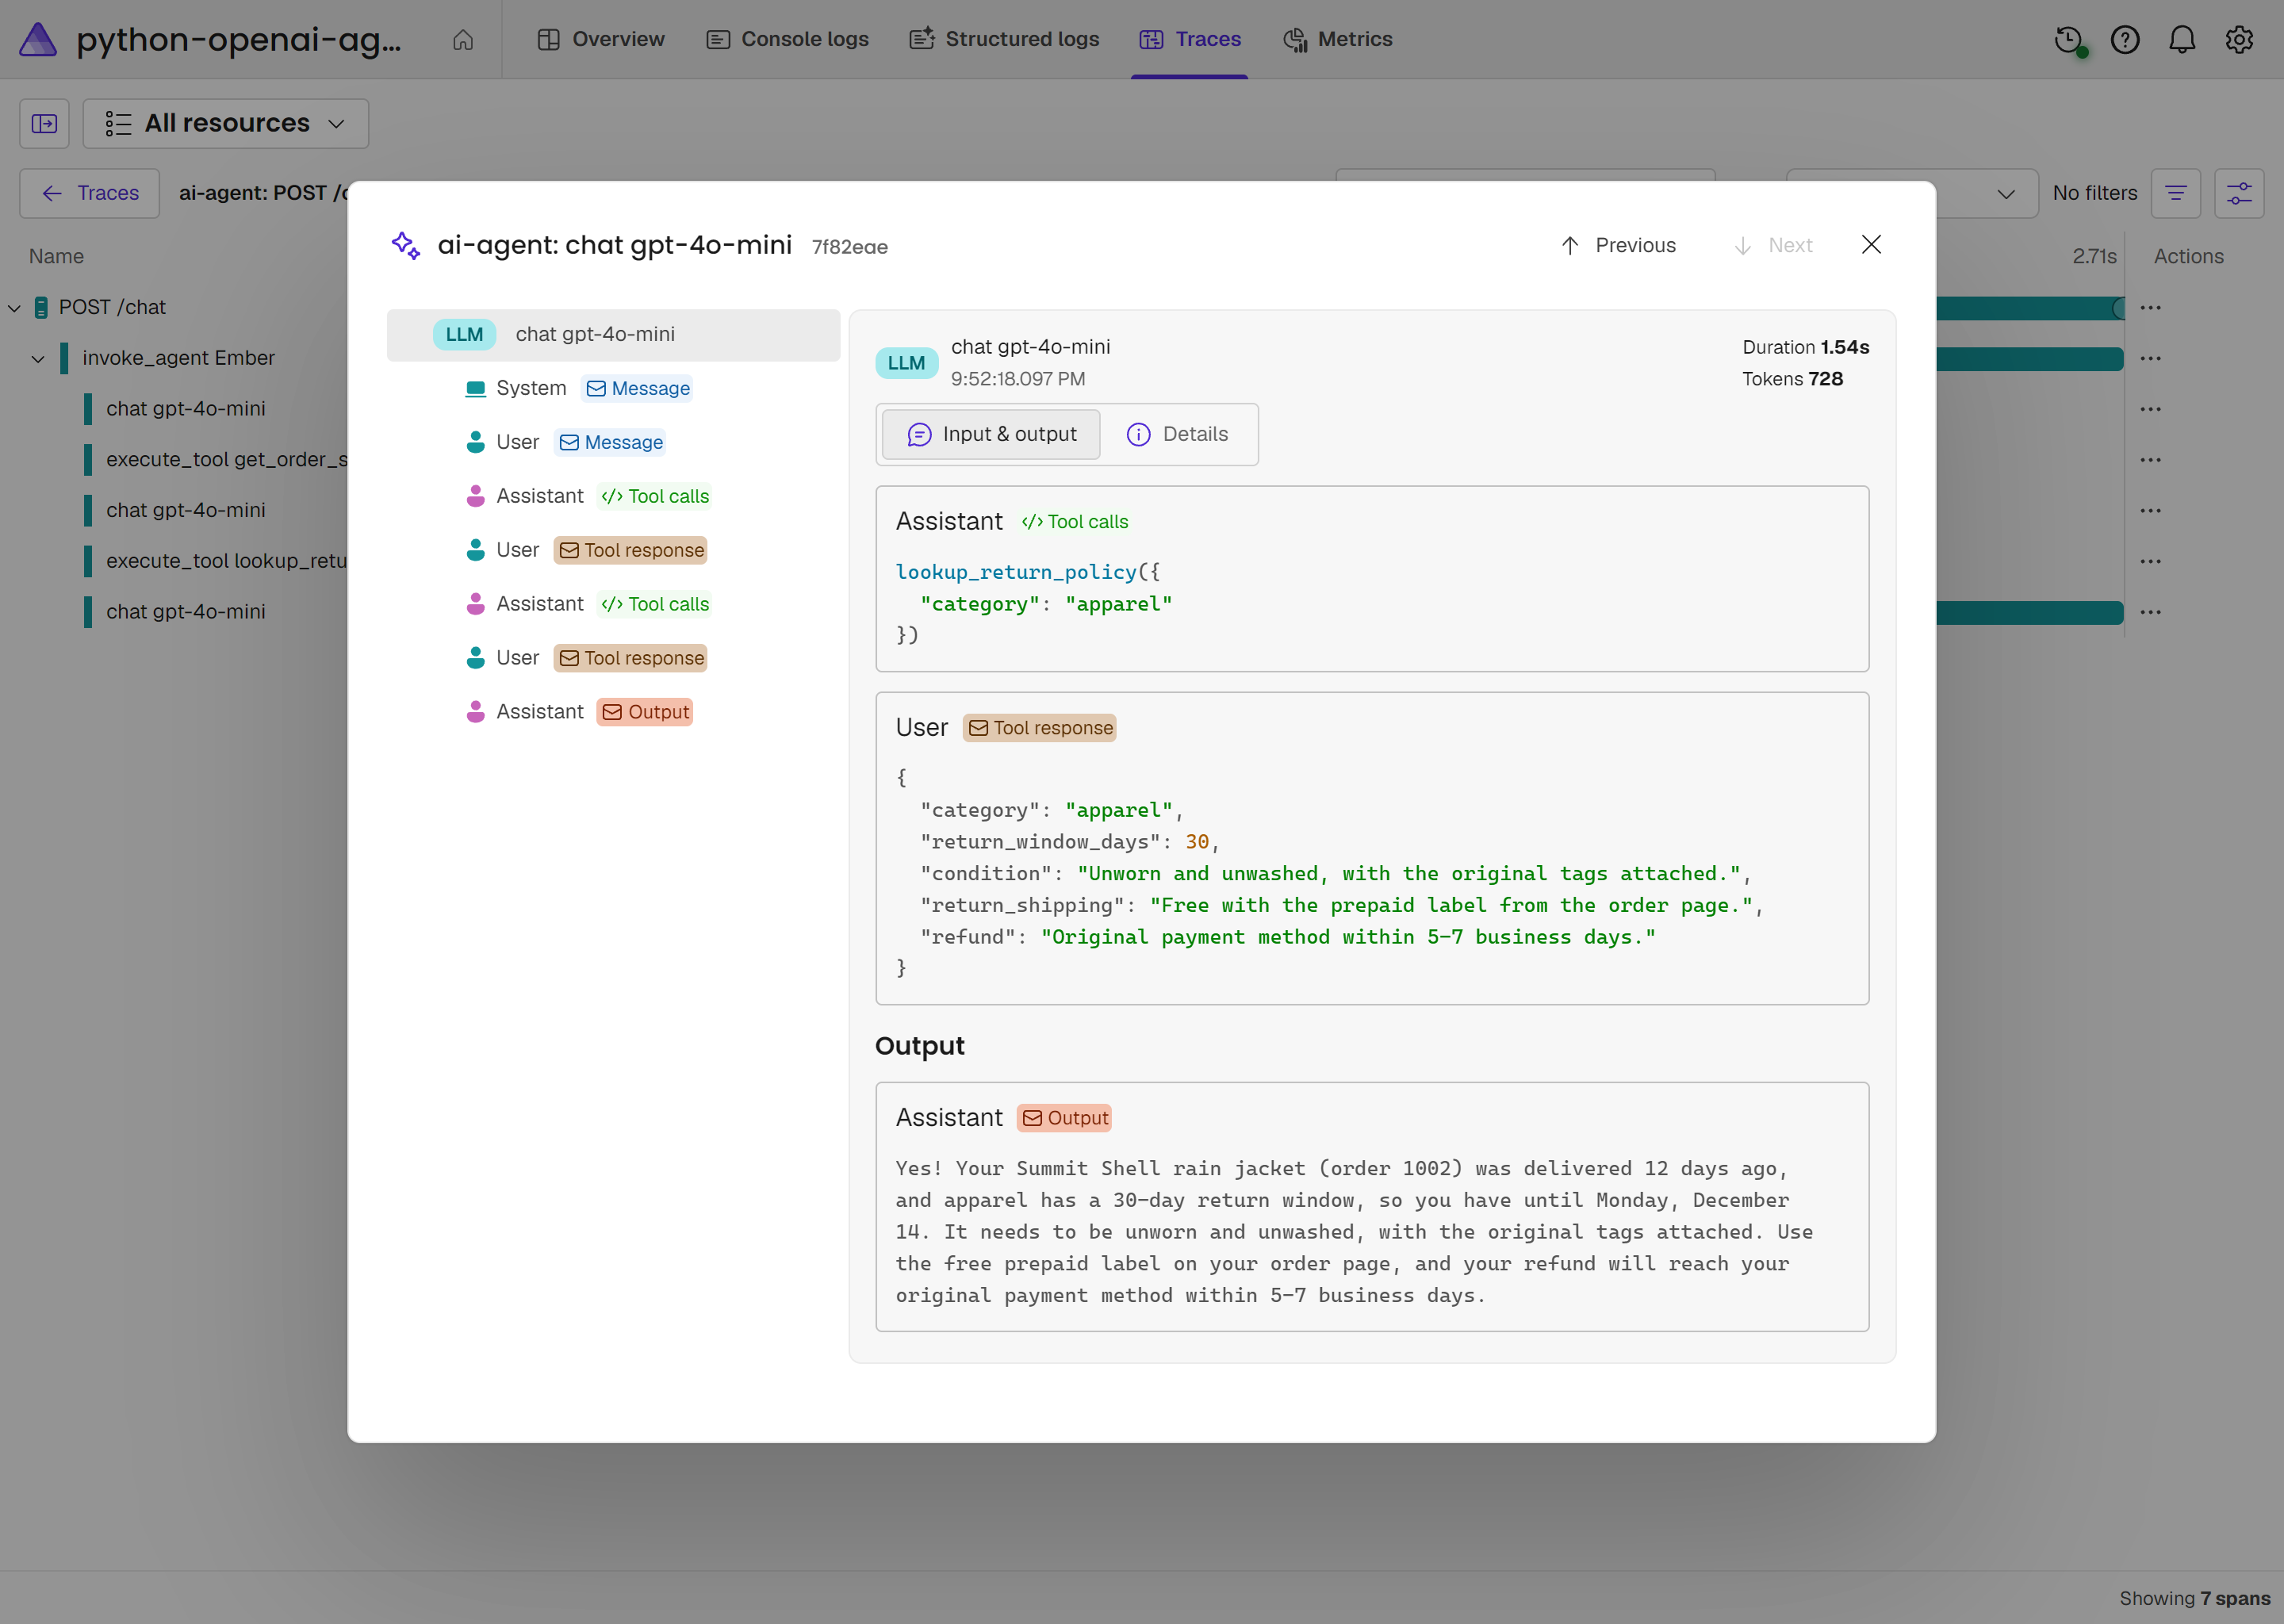 python-openai-ag...
Overview
Console logs
Structured logs
Traces
Metrics
All resources
Traces
ai-agent: POST /c
No filters
Name
2.71s
Actions
POST /chat
invoke_agent Ember
chat gpt-4o-mini
execute_tool get_order_s
chat gpt-4o-mini
execute_tool lookup_retu
chat gpt-4o-mini
ai-agent: chat gpt-4o-mini 7f82eae
Previous
Next
LLM chat gpt-4o-mini
System Message
User Message
Assistant Tool calls
User Tool response
Assistant Tool calls
User Tool response
Assistant Output
LLM
chat gpt-4o-mini
9:52:18.097 PM
Duration 1.54s
Tokens 728
Input & output
Details
Assistant Tool calls
lookup_return_policy({
"category": "apparel"
})
User Tool response
{
"category": "apparel",
"return_window_days": 30,
"condition": "Unworn and unwashed, with the original tags attached.",
"return_shipping": "Free with the prepaid label from the order page.",
"refund": "Original payment method within 5-7 business days."
}
Output
Assistant Output
Yes! Your Summit Shell rain jacket (order 1002) was delivered 12 days ago,
and apparel has a 30-day return window, so you have until Monday, December
14. It needs to be unworn and unwashed, with the original tags attached. Use
the free prepaid label on your order page, and your refund will reach your
original payment method within 5-7 business days.
Showing 7 spans